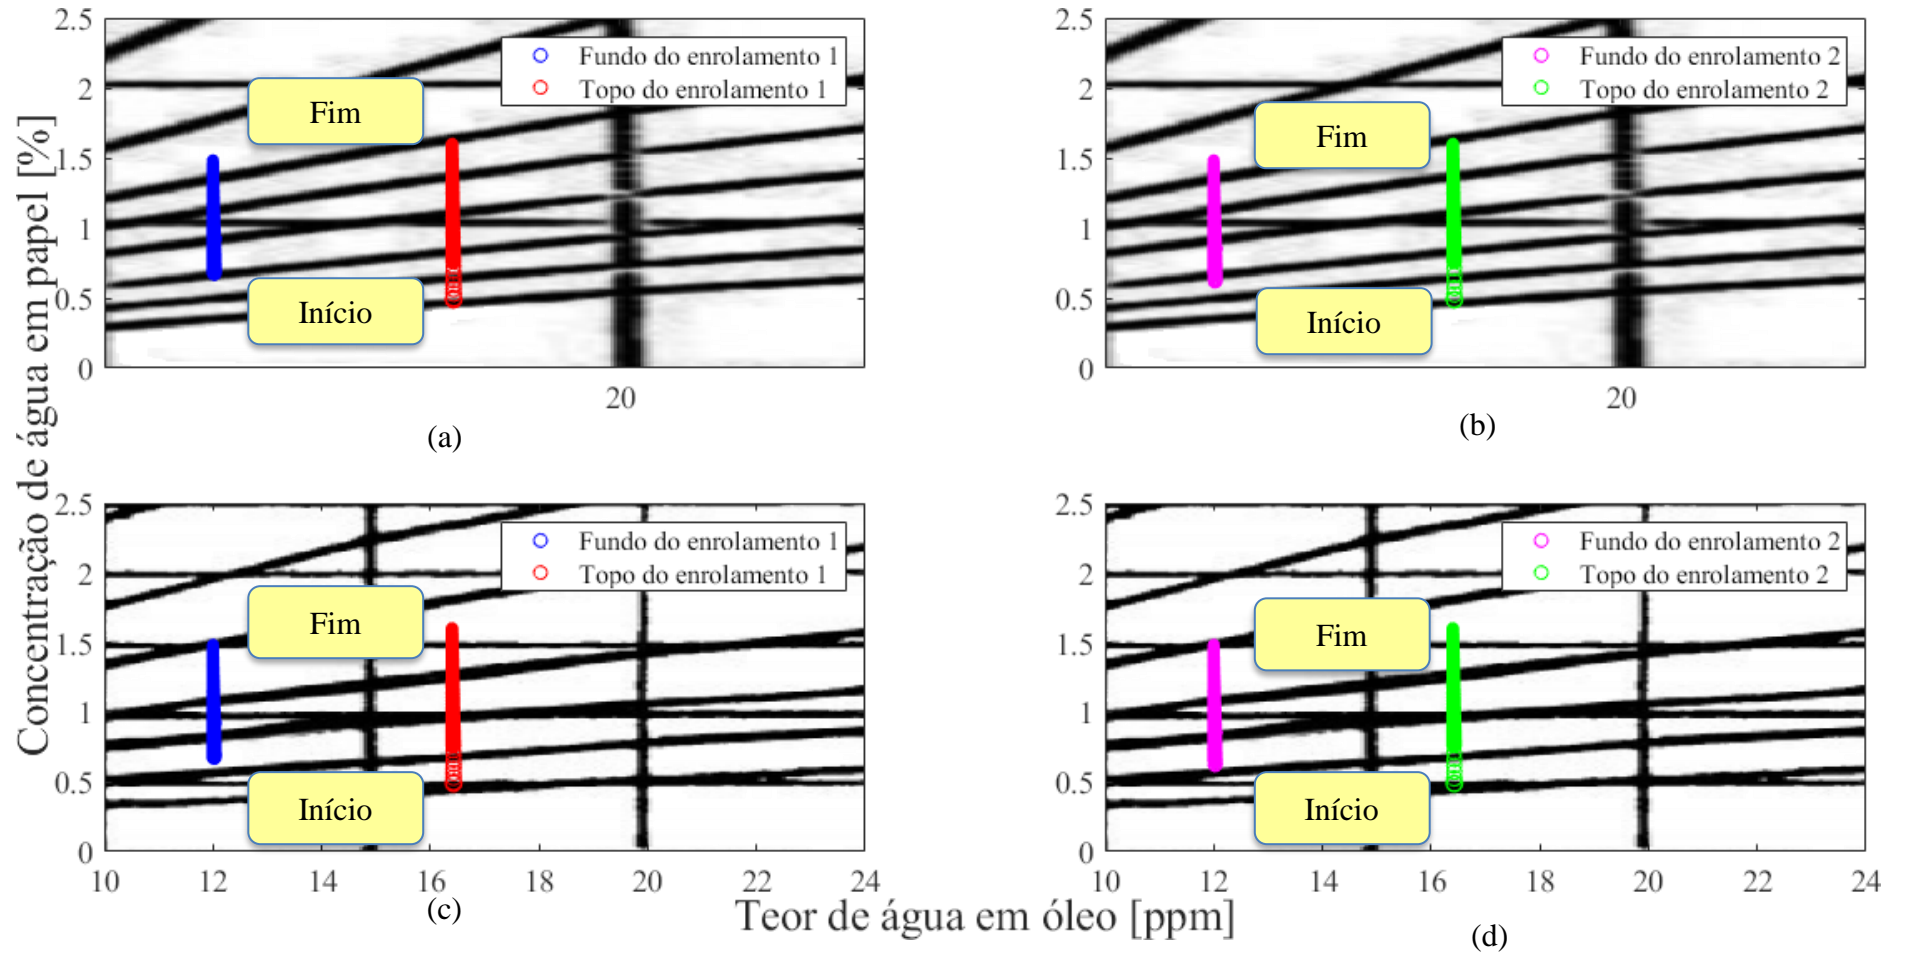 Concentração de água em papel [%]
2.5
2
1.5
1
0.5
0
Fundo do enrolamento 1
Topo do enrolamento 1
Fim
Início
20
(a)
2.5
2
1.5
1
0.5
0
Fundo do enrolamento 2
Topo do enrolamento 2
Fim
Início
20
(b)
2.5
2
1.5
1
0.5
0
Fundo do enrolamento 1
Topo do enrolamento 1
Fim
Início
10 12 14 16 18 20 22 24
(c)
2.5
2
1.5
1
0.5
0
Fundo do enrolamento 2
Topo do enrolamento 2
Fim
Início
10 12 14 16 18 20 22 24
(d)
Teor de água em óleo [ppm]